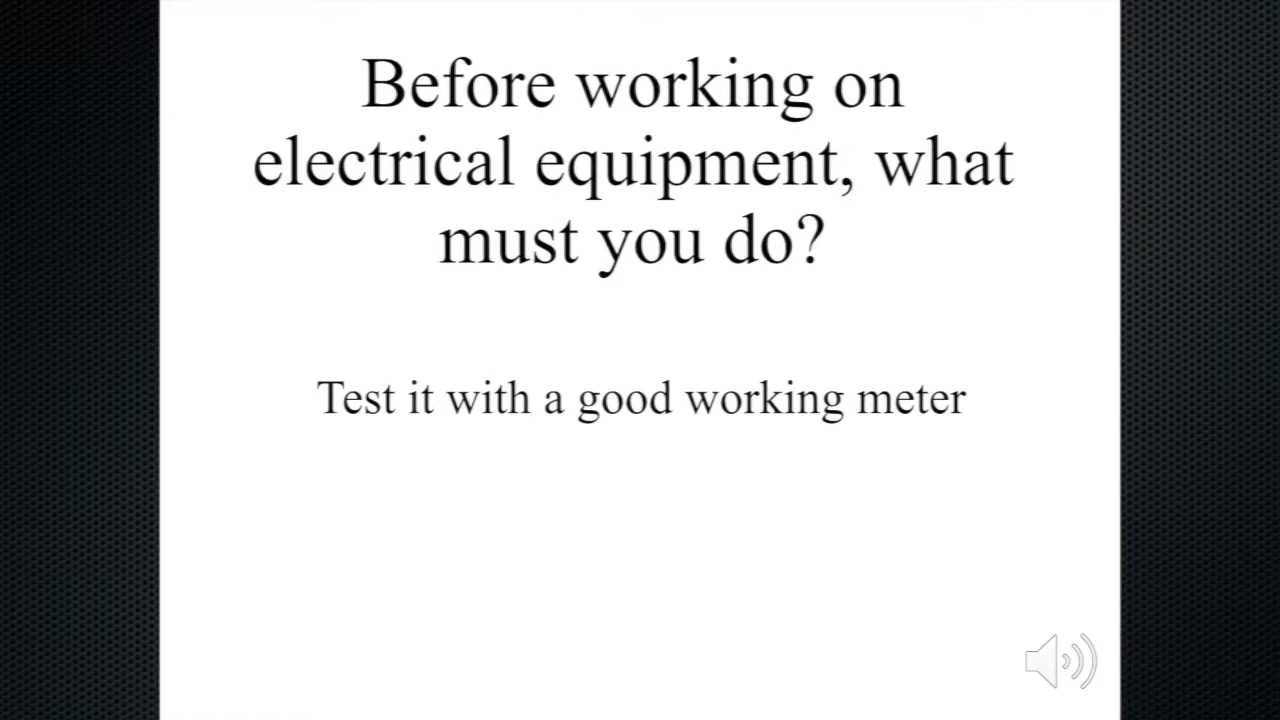 Before working on
electrical equipment, what
must you do?
Test it with a good working meter